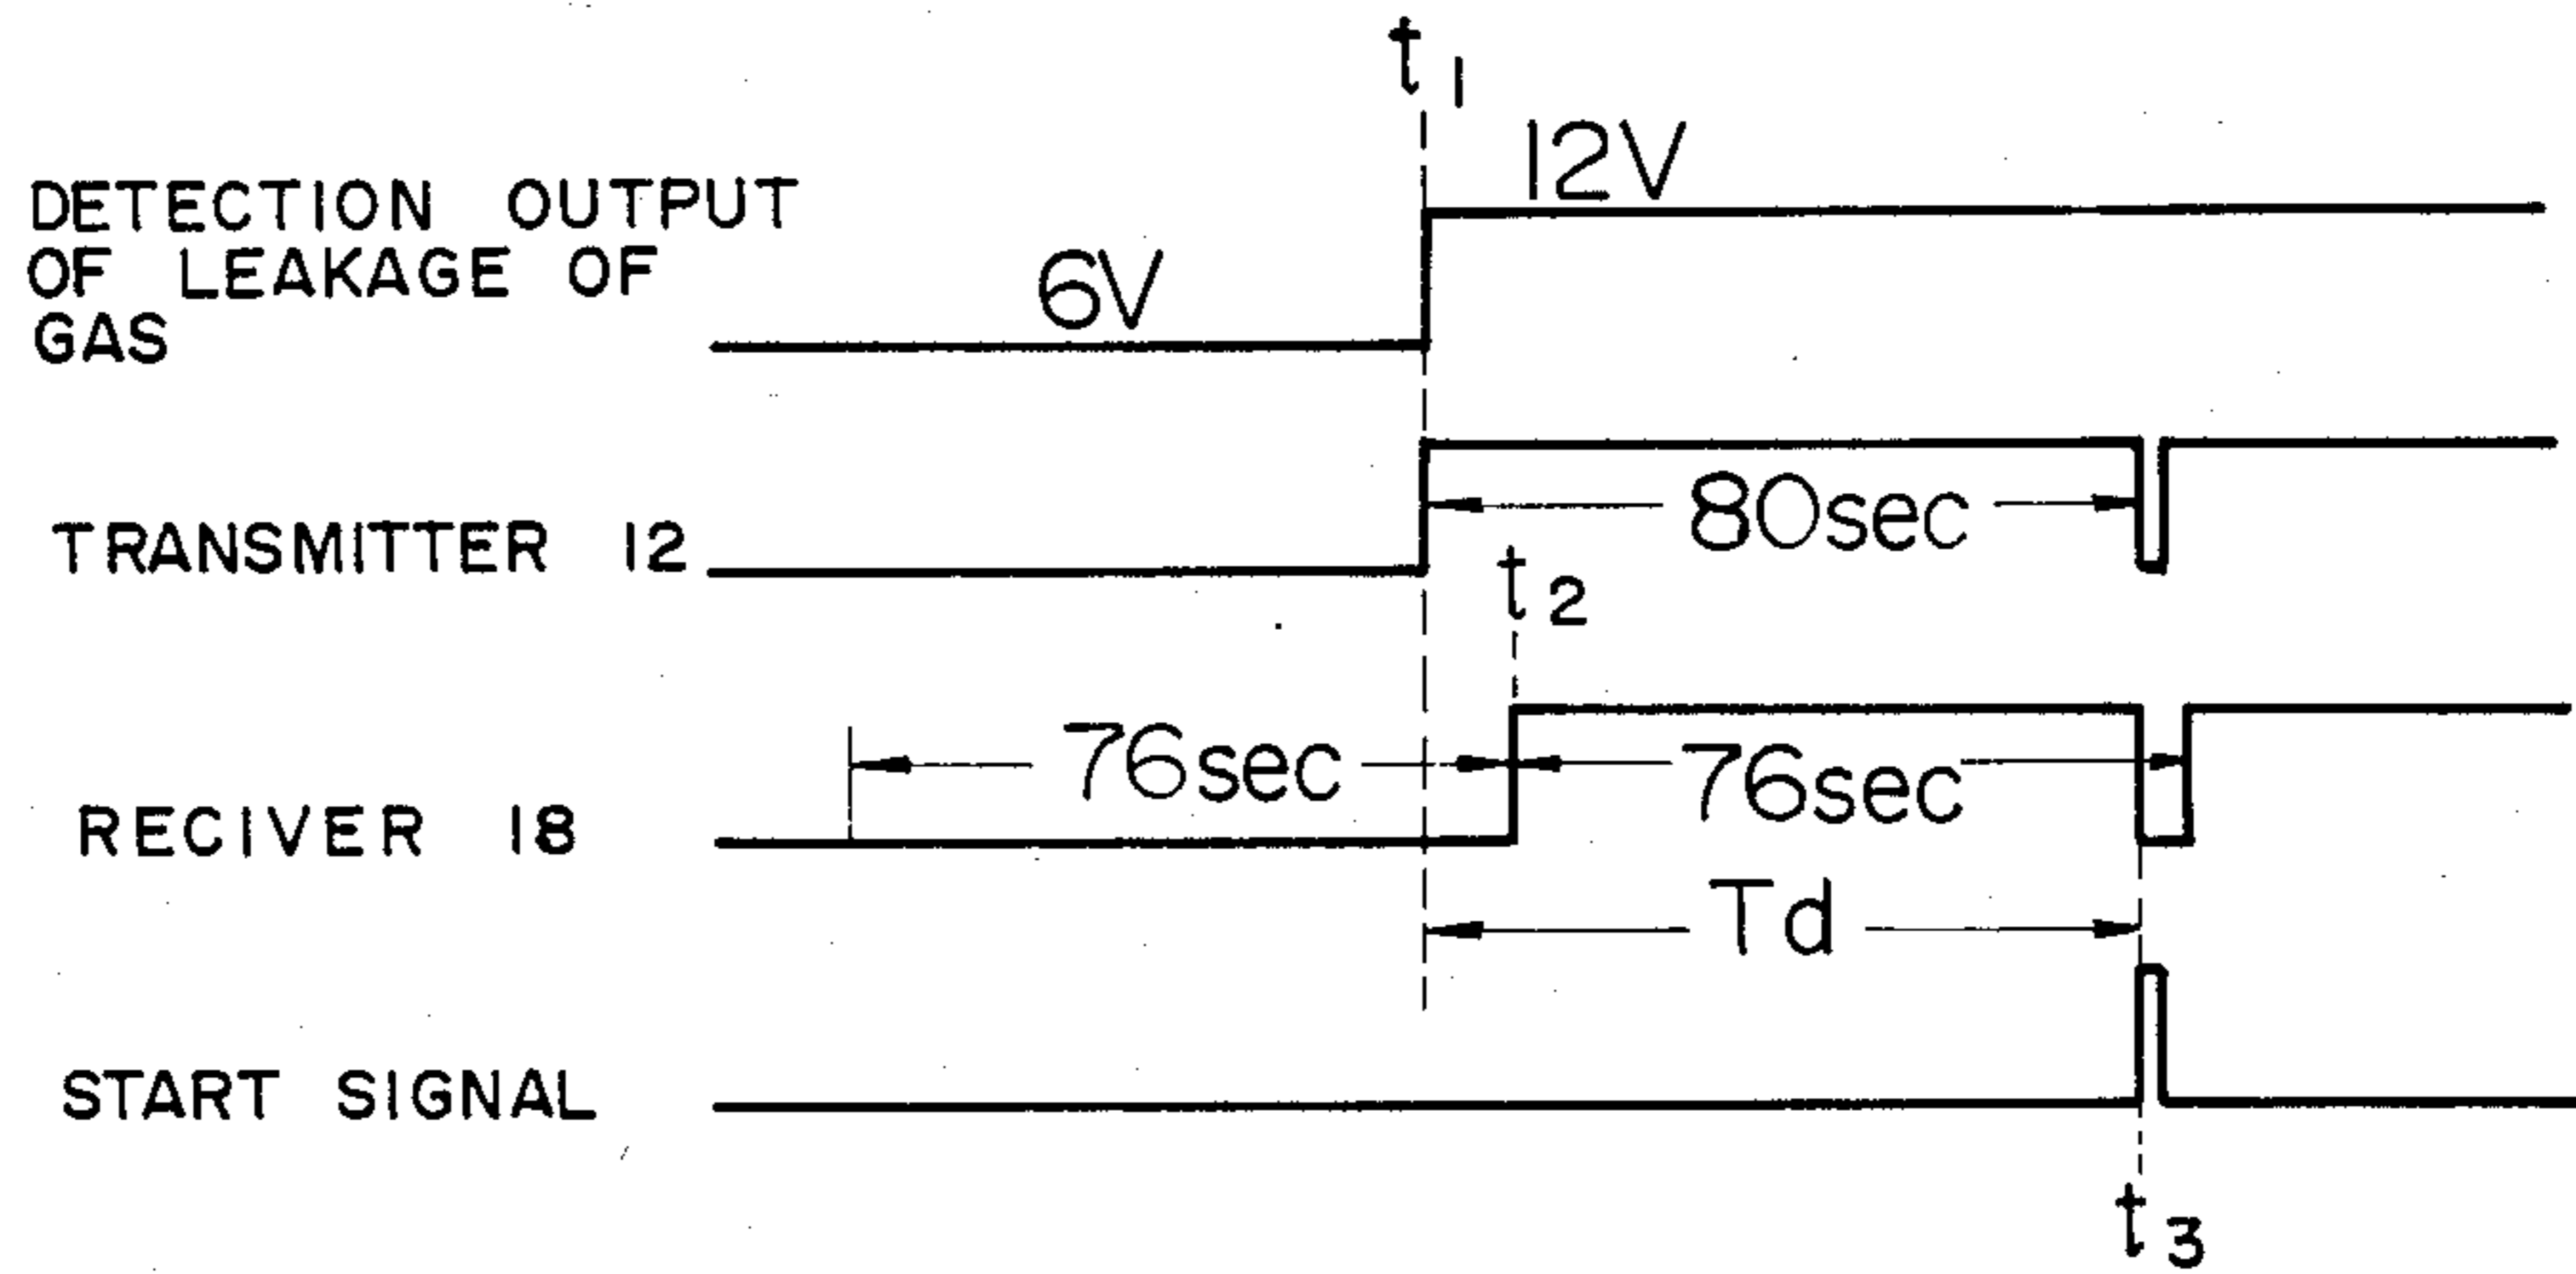 t1
12V
DETECTION OUTPUT
OF LEAKAGE OF
GAS
6V
80sec
TRANSMITTER 12
t2
76sec
76sec
RECIVER 18
Td
START SIGNAL
t3